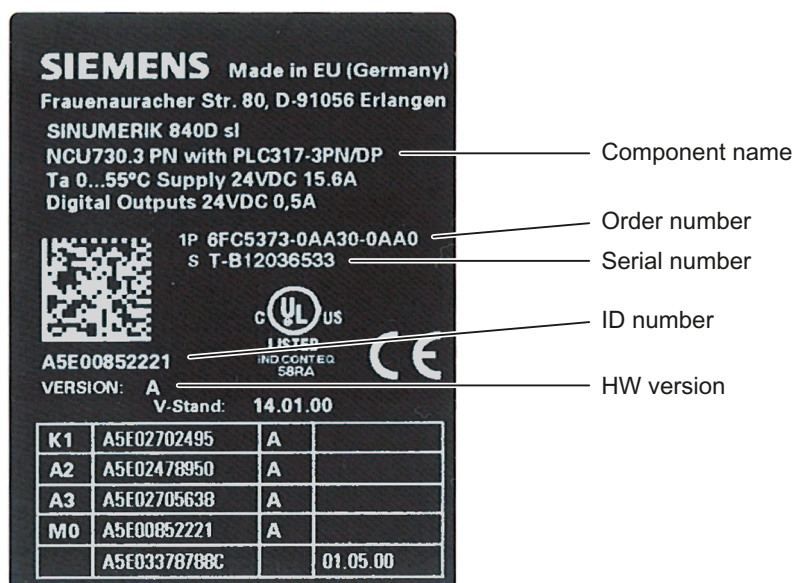 SIEMENS Made in EU (Germany)
Frauenauracher Str. 80, D-91056 Erlangen
SINUMERIK 840D sl
NCU730.3 PN with PLC317-3PN/DP
Component name
Ta 0...55°C Supply 24VDC 15.6A
Digital Outputs 24VDC 0,5A
1P 6FC5373-0AA30-0AA0
Order number
S T-B12036533
Serial number
C UL US
LISTED
IND CONT EQ
58RA
CE
A5E00852221
ID number
VERSION: A
HW version
V-Stand: 14.01.00
K1 A5E02702495 A
A2 A5E02478950 A
A3 A5E02705638 A
M0 A5E00852221 A
A5E03378788C 01.05.00